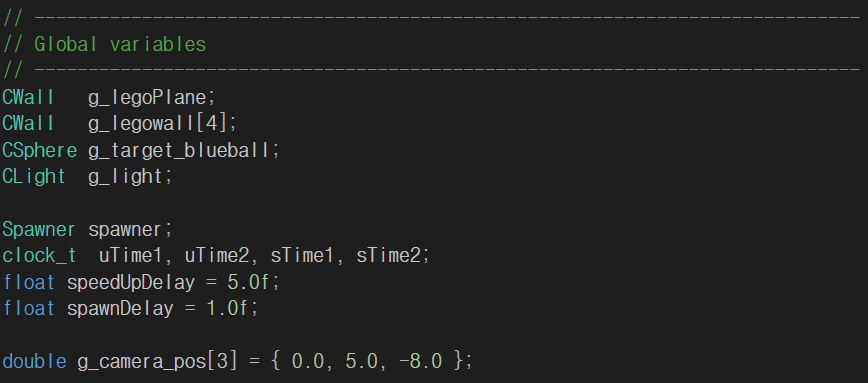 // -----------------------------------------------------------------------------
// Global variables
// -----------------------------------------------------------------------------
CWall   g_legoPlane;
CWall   g_legowall[4];
CSphere g_target_blueball;
CLight  g_light;
Spawner spawner;
clock_t  uTime1, uTime2, sTime1, sTime2;
float speedUpDelay = 5.0f;
float spawnDelay = 1.0f;
double g_camera_pos[3] = { 0.0, 5.0, -8.0 };